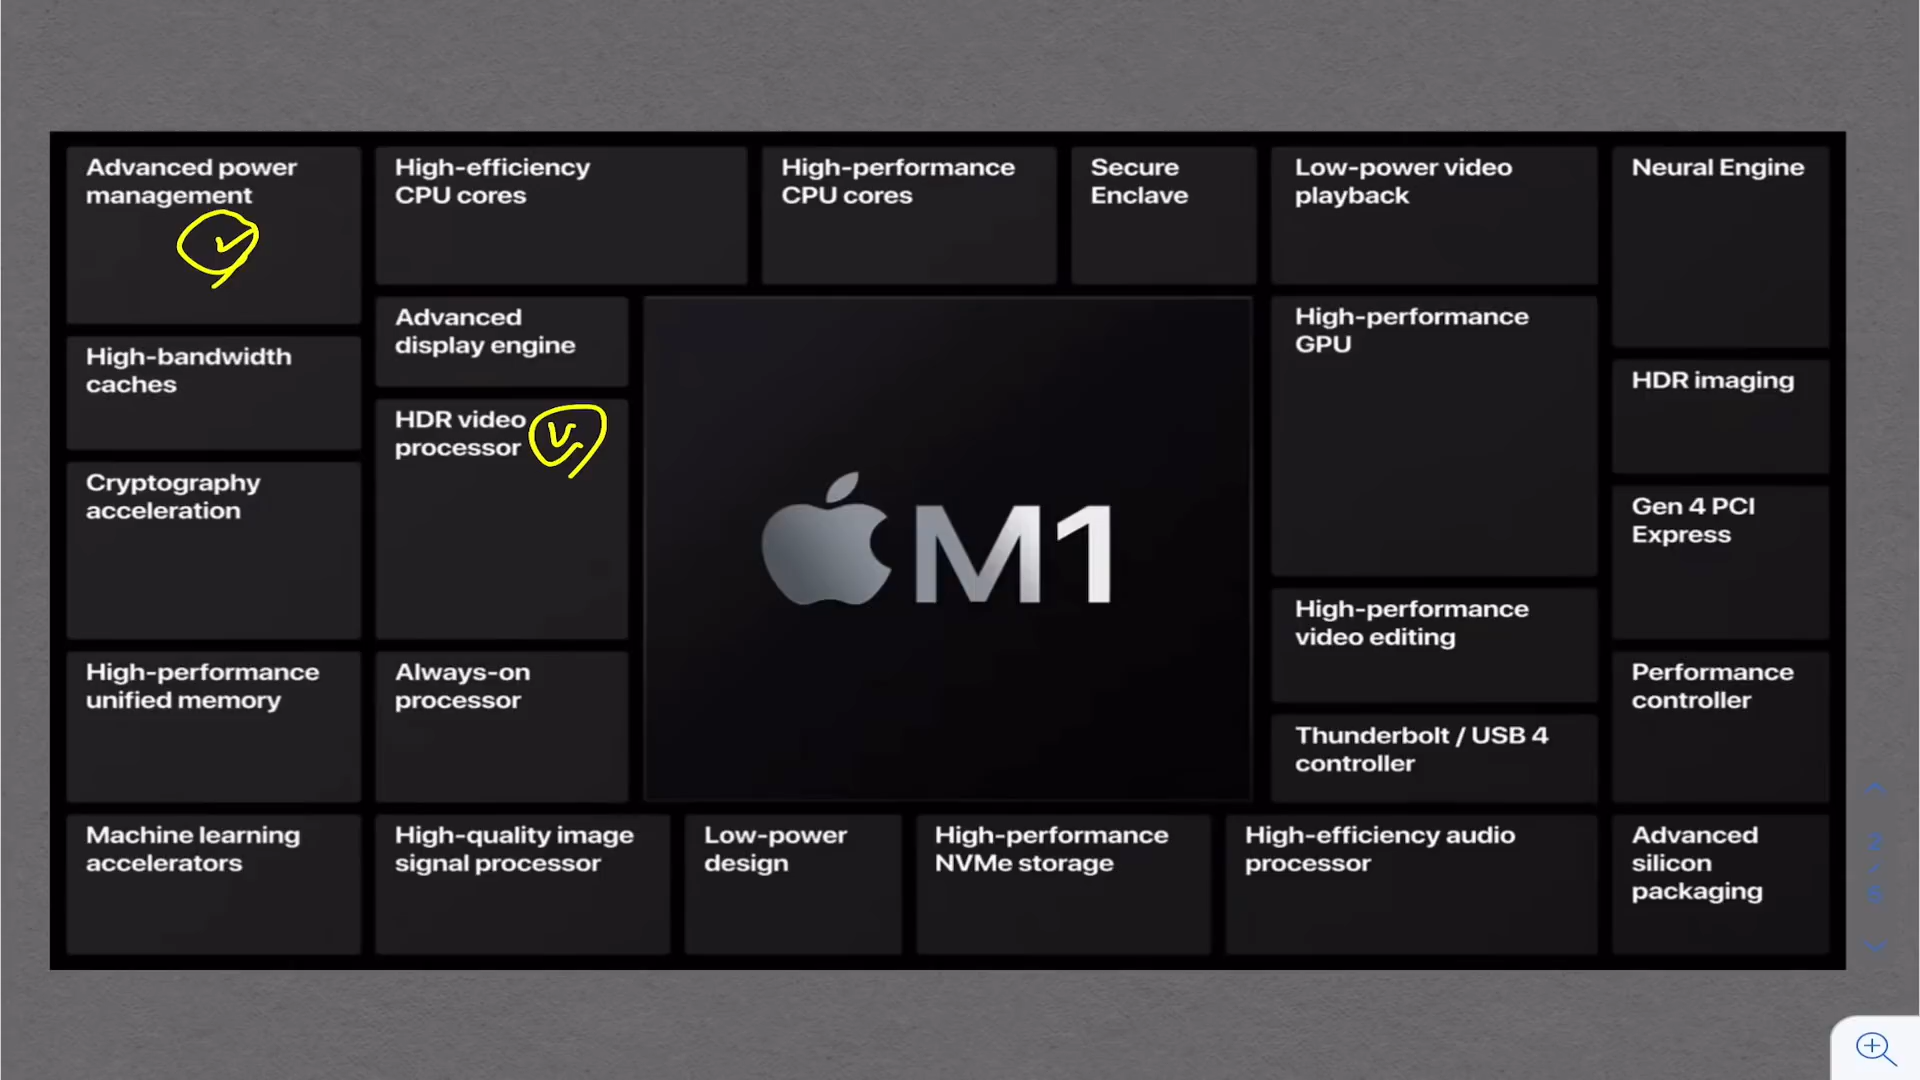 Advanced power
management
High-efficiency
CPU cores
High-performance
CPU cores
Secure
Enclave
Low-power video
playback
Neural Engine
High-bandwidth
caches
Advanced
display engine
HDR video
processor
High-performance
GPU
HDR imaging
Cryptography
acceleration
M1
Gen 4 PCI
Express
High-performance
unified memory
Always-on
processor
High-performance
video editing
Thunderbolt / USB 4
controller
Performance
controller
Machine learning
accelerators
High-quality image
signal processor
Low-power
design
High-performance
NVMe storage
High-efficiency audio
processor
Advanced
silicon
packaging